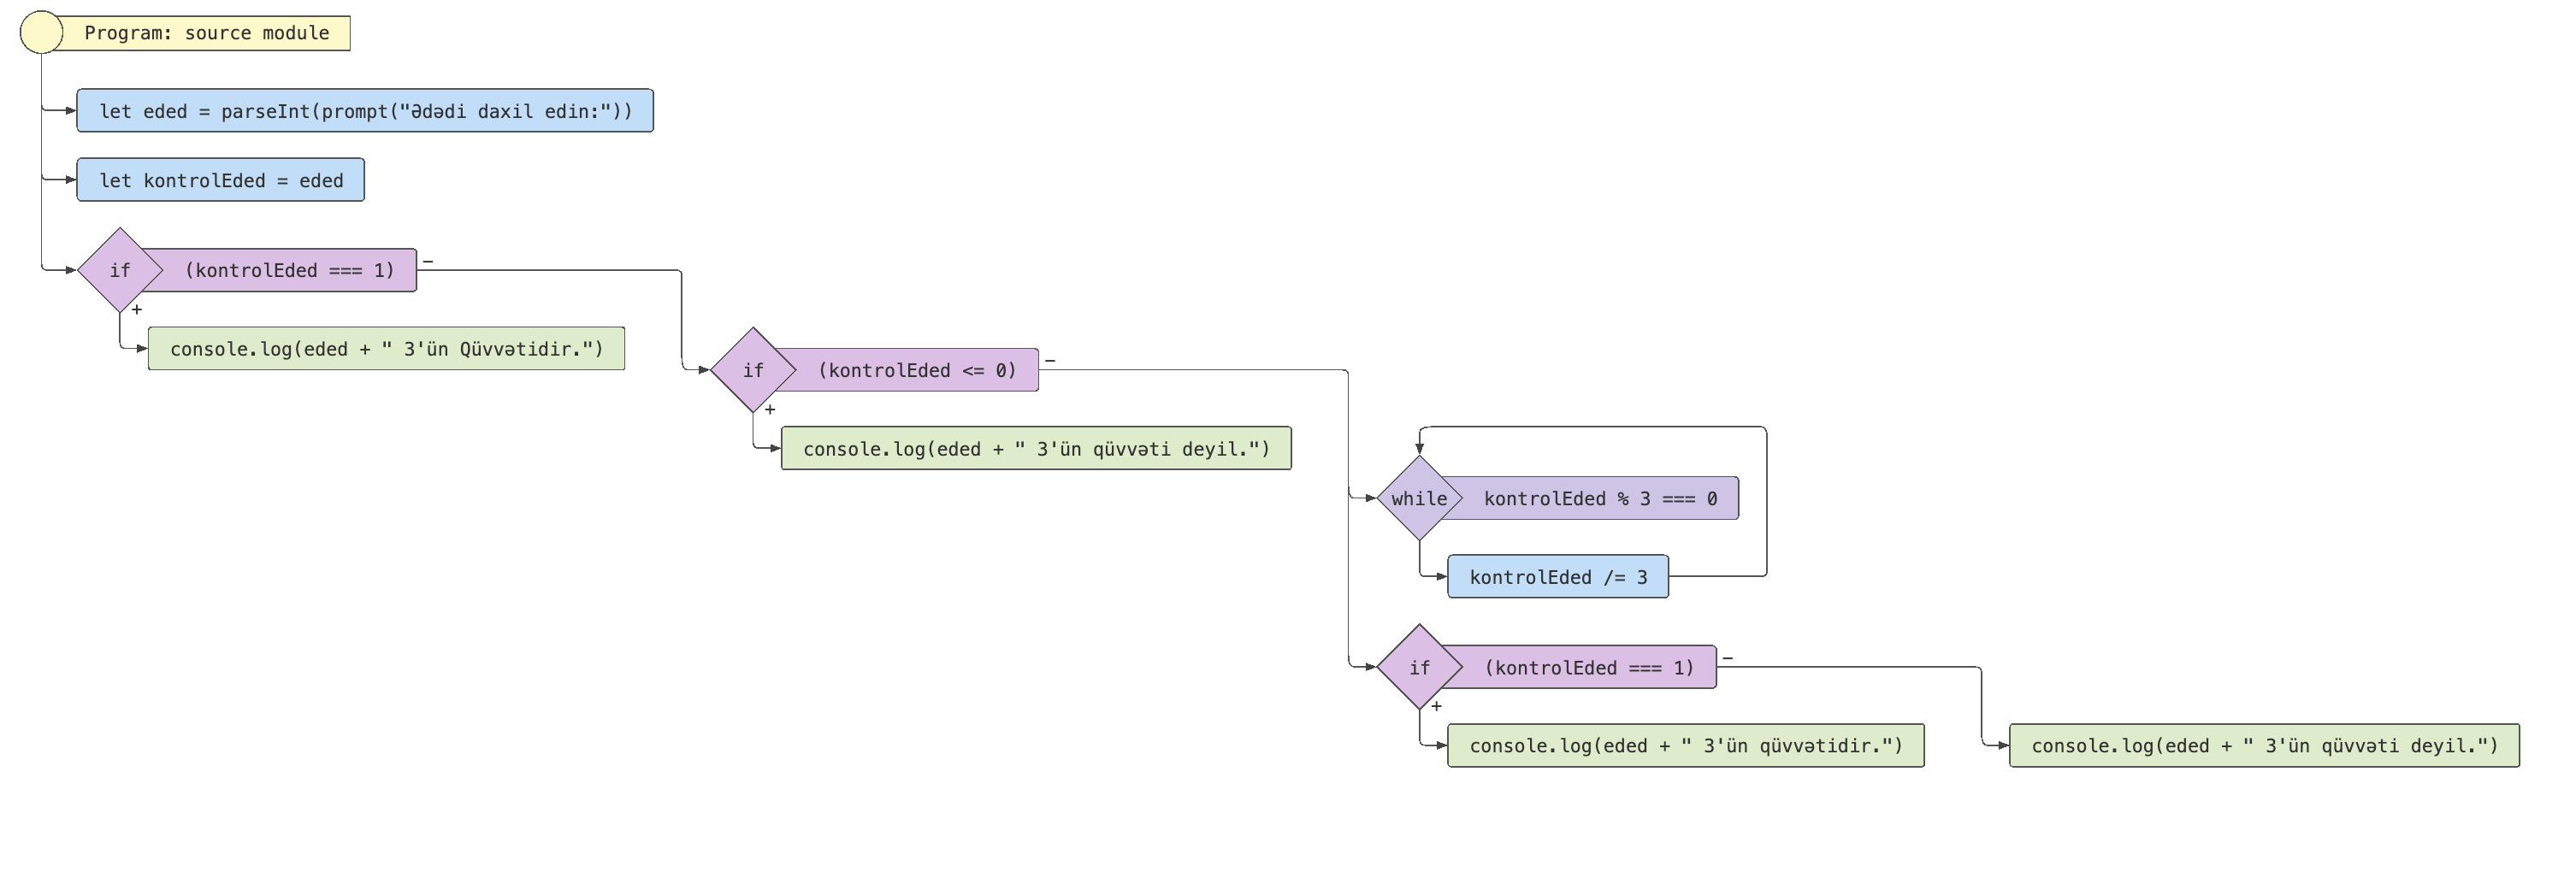 Program: source module
let eded = parseInt(prompt("Ədədi daxil edin:"))
let kontrolEded = eded
if (kontrolEded === 1) −
+
console.log(eded + " 3'ün Qüvvətidir.")
if (kontrolEded <= 0) −
+
console.log(eded + " 3'ün qüvvəti deyil.")
while kontrolEded % 3 === 0
kontrolEded /= 3
if (kontrolEded === 1) −
+
console.log(eded + " 3'ün qüvvətidir.")
console.log(eded + " 3'ün qüvvəti deyil.")